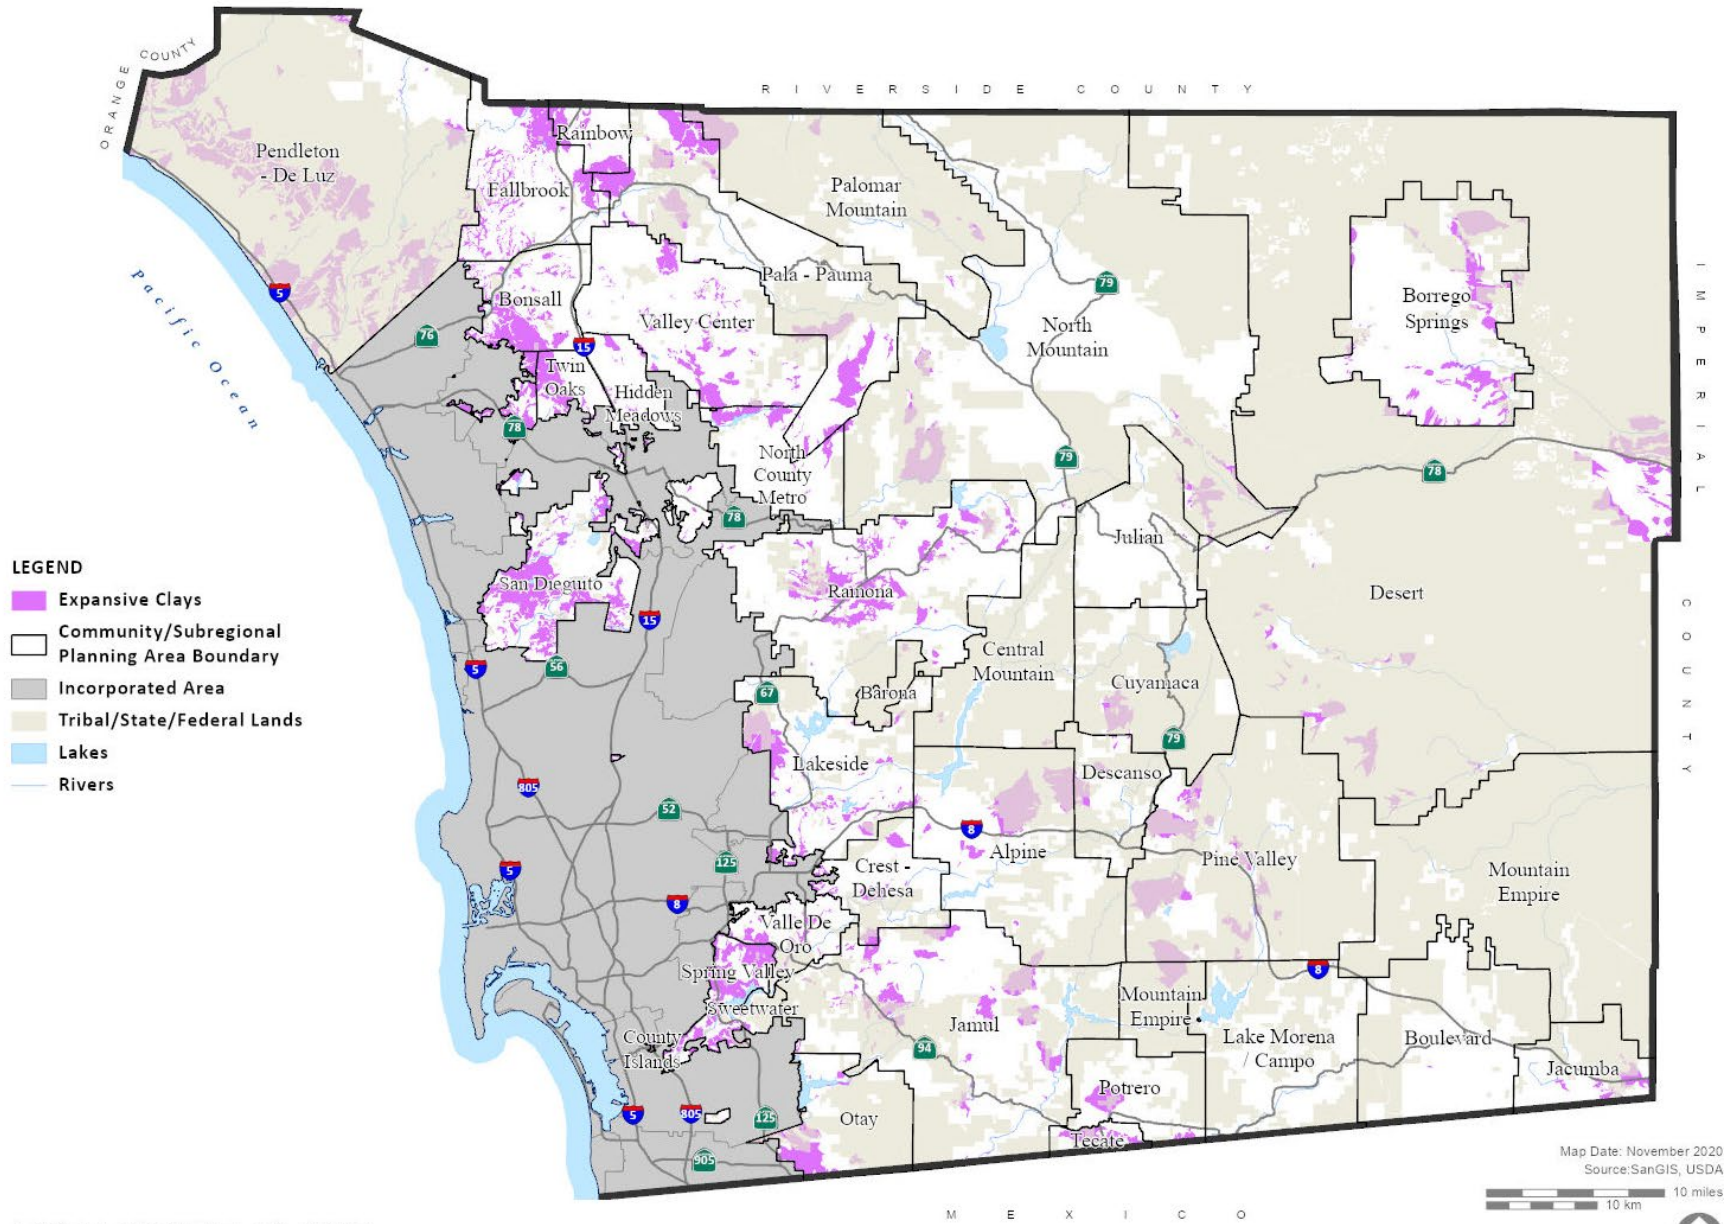 ORANGE COUNTY
RIVERSIDE COUNTY
Rainbow
Pendleton
- De Luz
Fallbrook
Palomar
Mountain
Pacific Ocean
IMPERIAL
COUNTY
5
Bonsall
Pala - Pauma
79
Borrego
Springs
Valley Center
North
Mountain
76
15
Twin
Oaks
Hidden
Meadows
78
North
County
Metro
79
78
78
Julian
LEGEND
Expansive Clays
Community/Subregional
Planning Area Boundary
Incorporated Area
Tribal/State/Federal Lands
Lakes
Rivers
San Dieguito
Ramona
Desert
15
5
56
Central
Mountain
Cuyamaca
67
Barona
79
Lakeside
Descanso
805
52
8
Alpine
Pine Valley
125
5
Crest -
Dehesa
Mountain
Empire
8
Valle De
Oro
Spring Valley
8
Sweetwater
Mountain
Empire
Jamul
County
Islands
94
Lake Morena
/ Campo
Boulevard
Jacumba
Potrero
5
805
125
Otay
Tecate
905
Map Date: November 2020
Source:SanGIS, USDA
10 miles
10 km
MEXICO